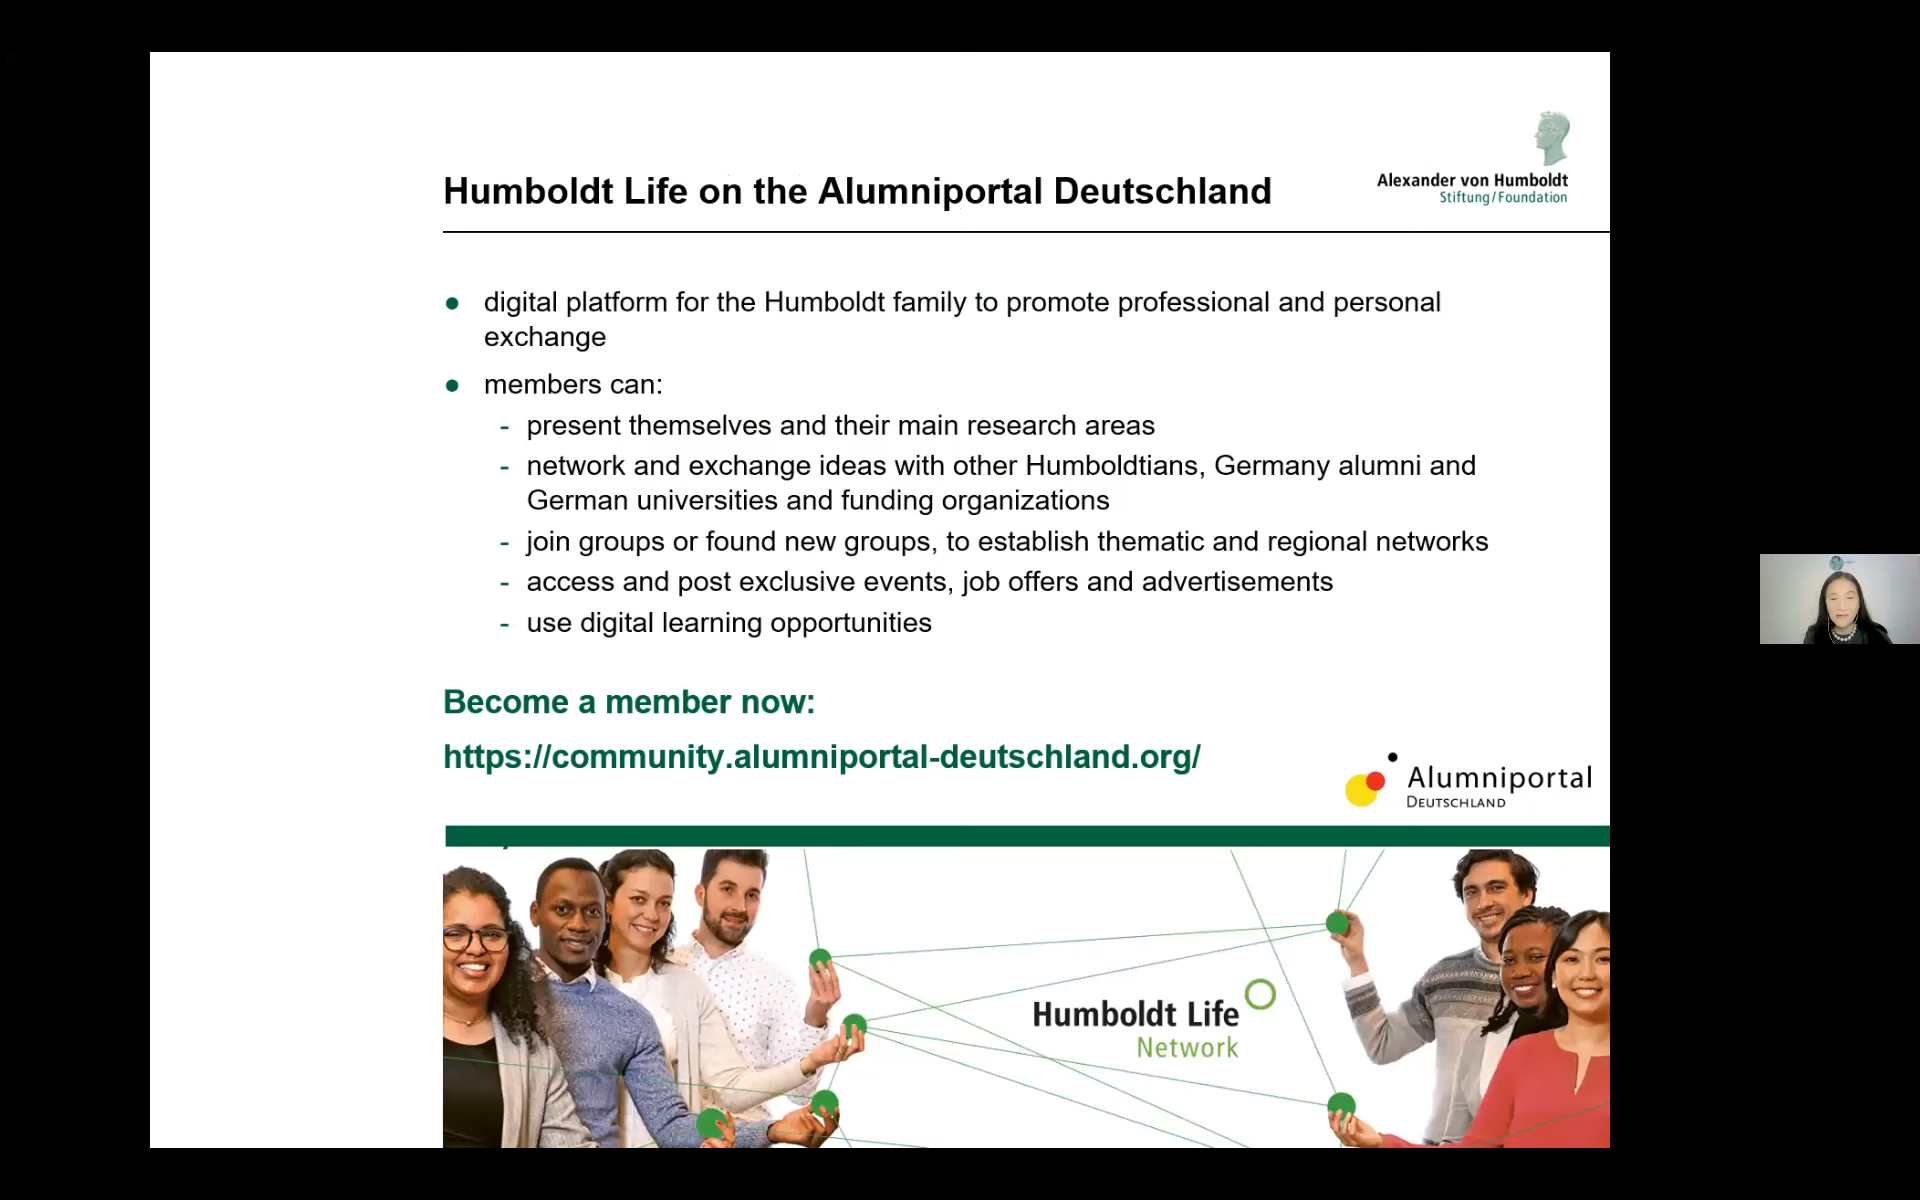 Humboldt Life on the Alumniportal Deutschland
Alexander von Humboldt
Stiftung/Foundation
● digital platform for the Humboldt family to promote professional and personal
exchange
● members can:
- present themselves and their main research areas
- network and exchange ideas with other Humboldtians, Germany alumni and
German universities and funding organizations
- join groups or found new groups, to establish thematic and regional networks
- access and post exclusive events, job offers and advertisements
- use digital learning opportunities
Become a member now:
https://community.alumniportal-deutschland.org/
Alumniportal
DEUTSCHLAND
Humboldt Life
Network